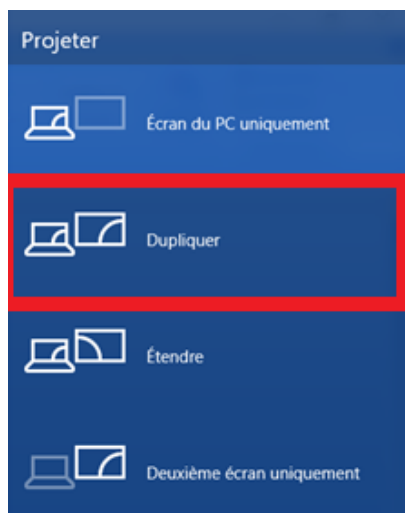 Projeter
Écran du PC uniquement
Dupliquer
Étendre
Deuxième écran uniquement